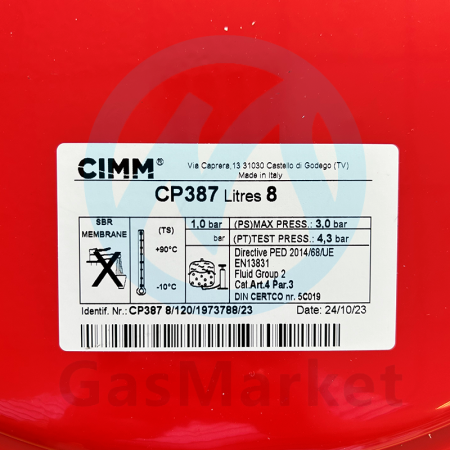 CIMM®
Via Caprera,13 31030 Castello di Godego (TV)
Made in Italy
CP387 Litres 8
SBR
MEMBRANE
(TS)
+90°C
-10°C
1,0 bar
bar
(PS)MAX PRESS.: 3,0 bar
(PT)TEST PRESS.: 4,3 bar
Directive PED 2014/68/UE
EN13831
Fluid Group 2
Cat.Art.4 Par.3
DIN CERTCO nr. 5C019
Identif. Nr.: CP387 8/120/1973788/23
Date: 24/10/23
GasMarket